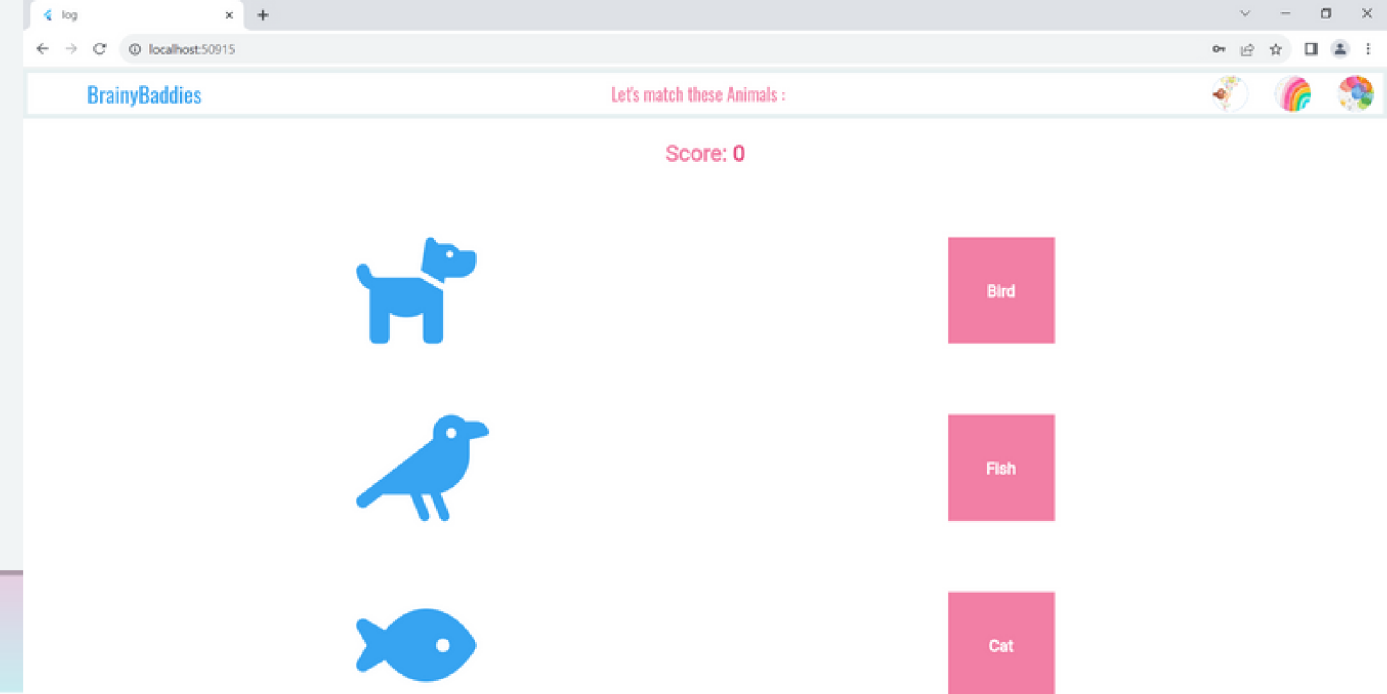 log
localhost:50915
BrainyBaddies
Let's match these Animals :
Score: 0
Bird
Fish
Cat